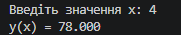 Введіть значення x: 4
y(x) = 78.000